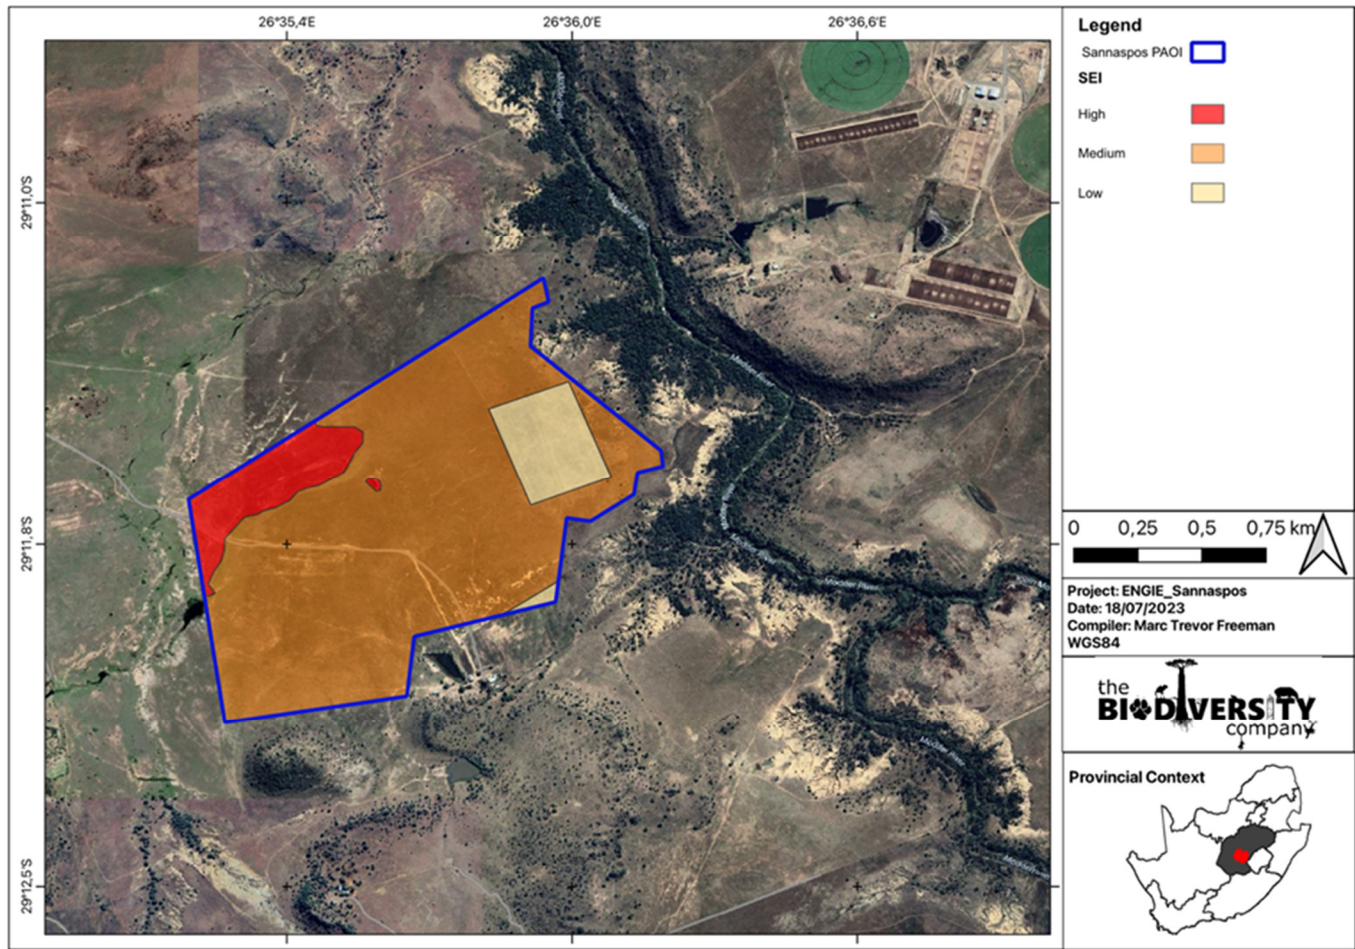 26°35,4'E
26°36,0'E
26°36,6'E
29°11,0'S
29°11,8'S
29°12,5'S
Modder River
Legend
Sannaspos PAOI
SEI
High
Medium
Low
0 0,25 0,5 0,75 km
Project: ENGIE_Sannaspos
Date: 18/07/2023
Compiler: Marc Trevor Freeman
WGS84
the
BIODIVERSITY
company
Provincial Context